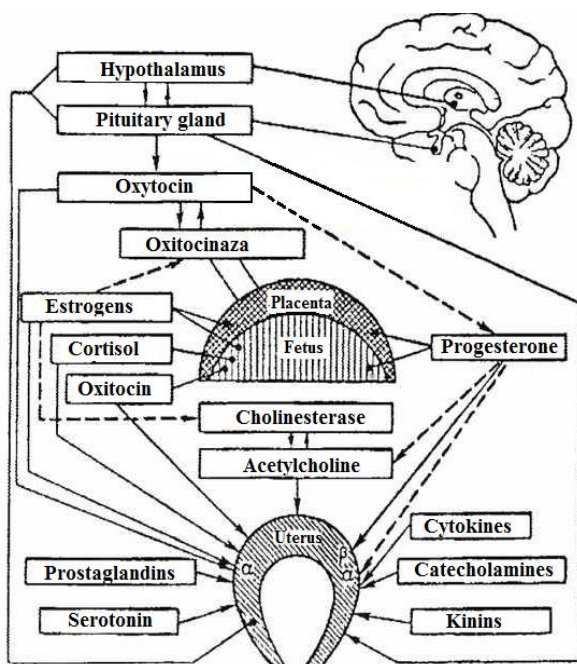 Hypothalamus
Pituitary gland
Oxytocin
Oxitocinaza
Estrogens
Placenta
Cortisol
Fetus
Progesterone
Oxitocin
Cholinesterase
Acetylcholine
Uterus
Cytokines
β
α
α
Prostaglandins
Catecholamines
Serotonin
Kinins